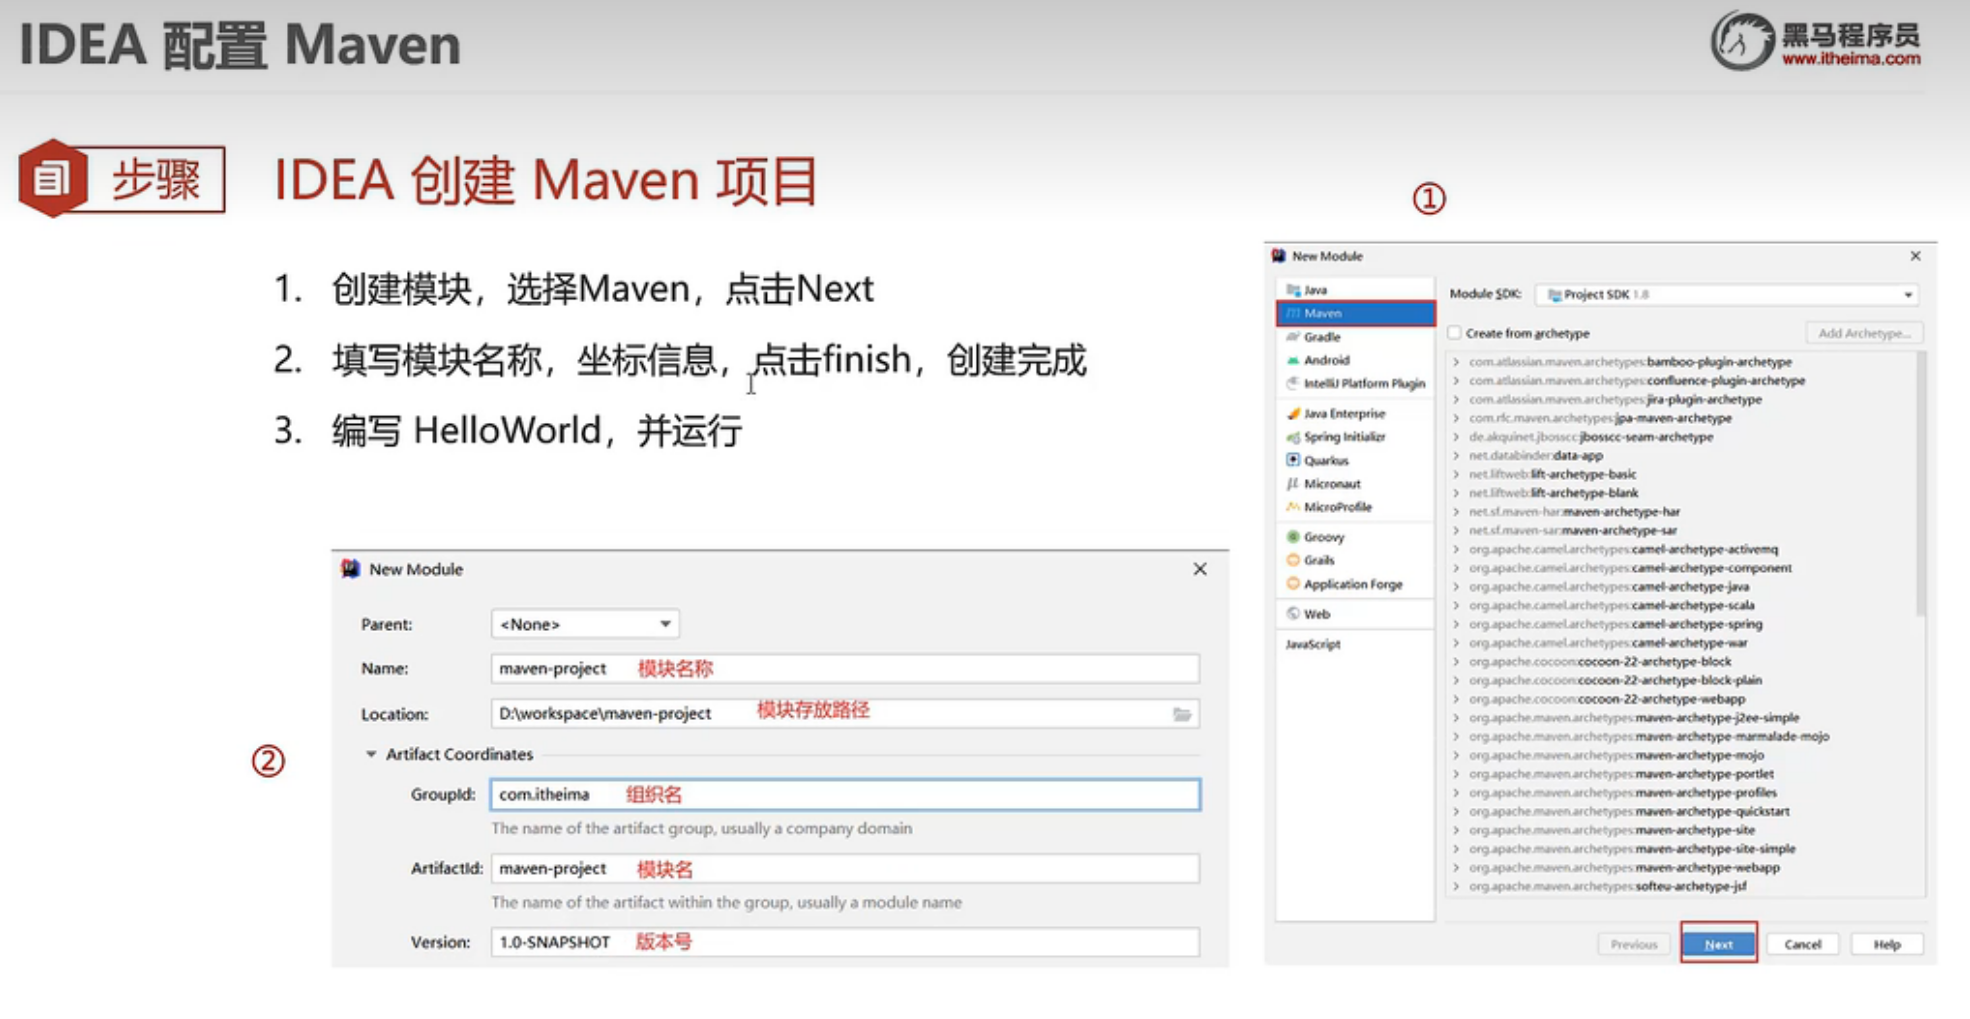 IDEA 配置 Maven
黑马程序员
www.itheima.com
步骤
IDEA 创建 Maven 项目
1. 创建模块，选择Maven，点击Next
2. 填写模块名称，坐标信息，点击finish，创建完成
3. 编写 HelloWorld，并运行
①
New Module
Java
Maven
Gradle
Android
IntelliJ Platform Plugin
Java Enterprise
Spring Initializr
Quarkus
Micronaut
MicroProfile
Groovy
Grails
Application Forge
Web
JavaScript
Module SDK: Project SDK 1.8
Create from archetype Add Archetype...
com.atlassian.maven.archetypes:bamboo-plugin-archetype
com.atlassian.maven.archetypes:confluence-plugin-archetype
com.atlassian.maven.archetypes:jira-plugin-archetype
com.rfc.maven.archetypes:jpa-maven-archetype
de.akquinet.jbosscc:jbosscc-seam-archetype
net.databinder:data-app
net.liftweb:lift-archetype-basic
net.liftweb:lift-archetype-blank
net.sf.maven-har:maven-archetype-har
net.sf.maven-sar:maven-archetype-sar
org.apache.camel.archetypes:camel-archetype-activemq
org.apache.camel.archetypes:camel-archetype-component
org.apache.camel.archetypes:camel-archetype-java
org.apache.camel.archetypes:camel-archetype-scala
org.apache.camel.archetypes:camel-archetype-spring
org.apache.camel.archetypes:camel-archetype-war
org.apache.cocoon:cocoon-22-archetype-block
org.apache.cocoon:cocoon-22-archetype-block-plain
org.apache.cocoon:cocoon-22-archetype-webapp
org.apache.maven.archetypes:maven-archetype-j2ee-simple
org.apache.maven.archetypes:maven-archetype-marmalade-mojo
org.apache.maven.archetypes:maven-archetype-mojo
org.apache.maven.archetypes:maven-archetype-portlet
org.apache.maven.archetypes:maven-archetype-profiles
org.apache.maven.archetypes:maven-archetype-quickstart
org.apache.maven.archetypes:maven-archetype-site
org.apache.maven.archetypes:maven-archetype-site-simple
org.apache.maven.archetypes:maven-archetype-webapp
org.apache.maven.archetypes:softeu-archetype-jsf
Previous Next Cancel Help
②
New Module
Parent: <None>
Name: maven-project 模块名称
Location: D:\workspace\maven-project 模块存放路径
Artifact Coordinates
GroupId: com.itheima 组织名
The name of the artifact group, usually a company domain
ArtifactId: maven-project 模块名
The name of the artifact within the group, usually a module name
Version: 1.0-SNAPSHOT 版本号